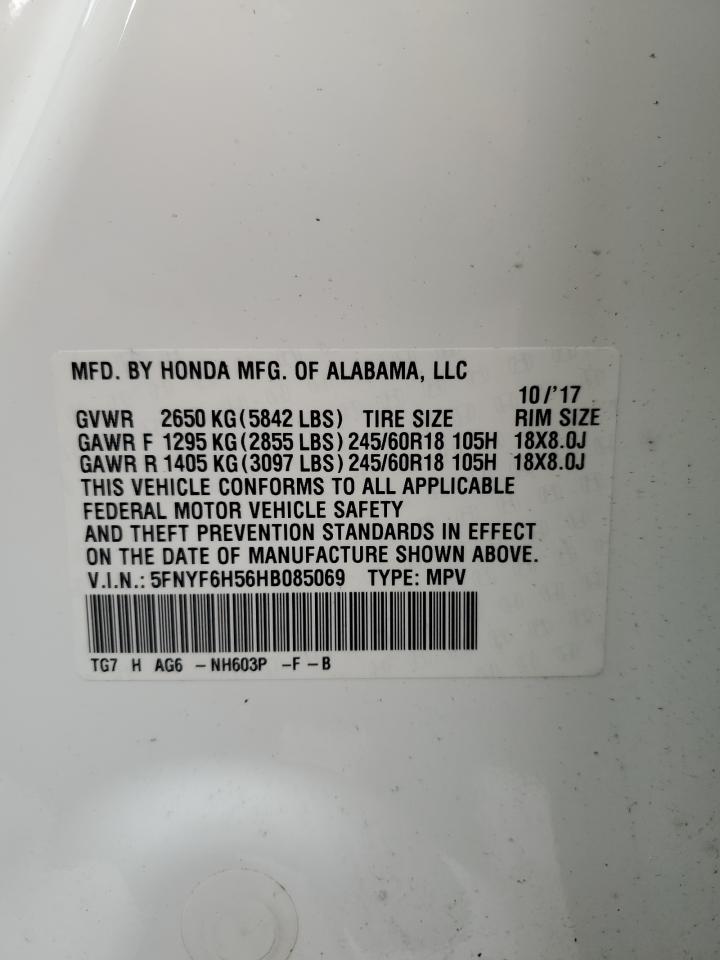 MFD. BY HONDA MFG. OF ALABAMA, LLC
10/'17
GVWR 2650 KG(5842 LBS) TIRE SIZE RIM SIZE
GAWR F 1295 KG(2855 LBS) 245/60R18 105H 18X8.0J
GAWR R 1405 KG(3097 LBS) 245/60R18 105H 18X8.0J
THIS VEHICLE CONFORMS TO ALL APPLICABLE
FEDERAL MOTOR VEHICLE SAFETY
AND THEFT PREVENTION STANDARDS IN EFFECT
ON THE DATE OF MANUFACTURE SHOWN ABOVE.
V.I.N.: 5FNYF6H56HB085069 TYPE: MPV
TG7 H AG6 -NH603P -F-B